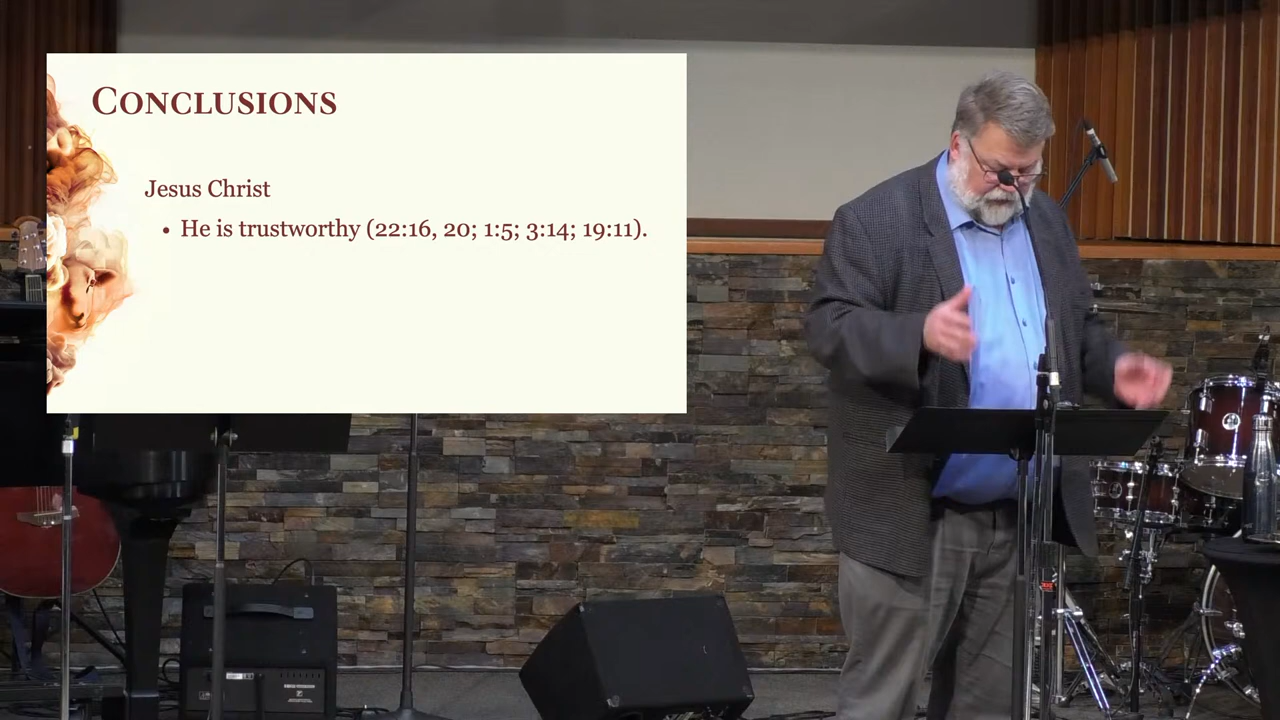 Conclusions
Jesus Christ
• He is trustworthy (22:16, 20; 1:5; 3:14; 19:11).